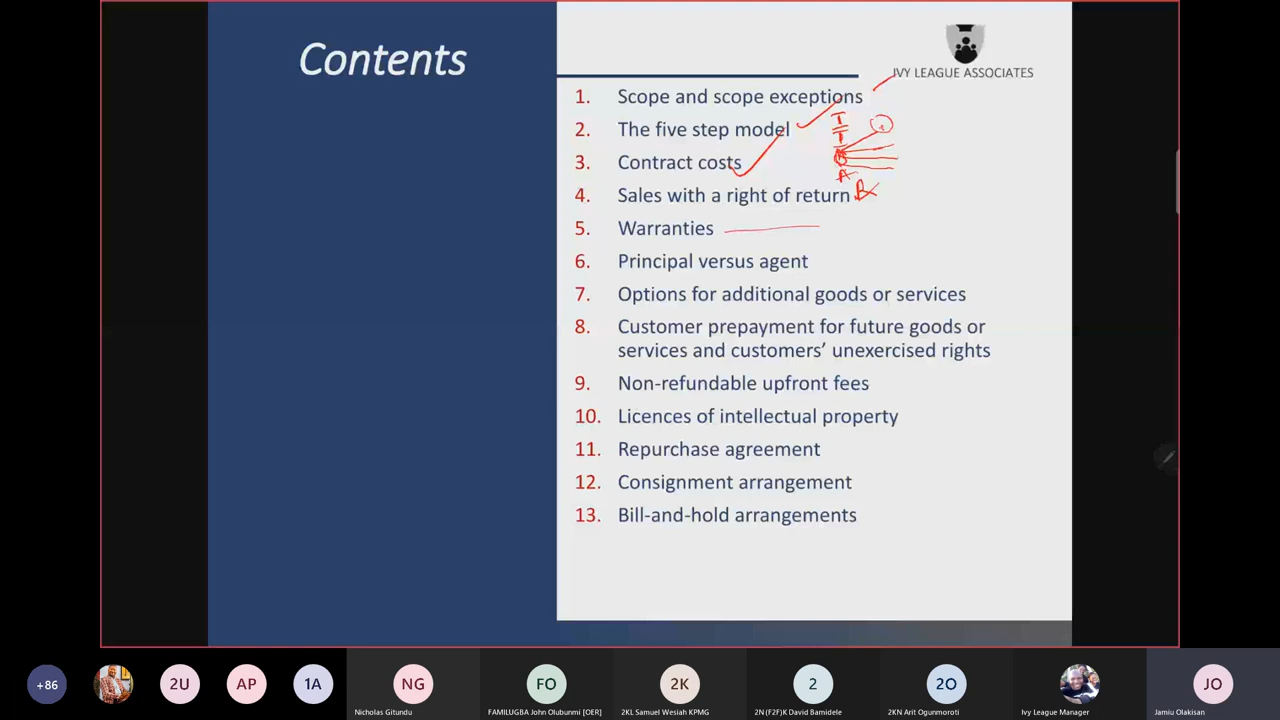 Contents
IVY LEAGUE ASSOCIATES
1. Scope and scope exceptions
2. The five step model
3. Contract costs
4. Sales with a right of return
5. Warranties
6. Principal versus agent
7. Options for additional goods or services
8. Customer prepayment for future goods or
services and customers’ unexercised rights
9. Non-refundable upfront fees
10. Licences of intellectual property
11. Repurchase agreement
12. Consignment arrangement
13. Bill-and-hold arrangements
+86
2U
AP
1A
NG
FO
2K
2
2O
JO
Nicholas Gitundu
FAMILUGBA John Olubunmi [OER]
2KL Samuel Wesiah KPMG
2N (F2F)K David Bamidele
2KN Arit Ogunmoroti
Ivy League Manager
Jamiu Olakisan